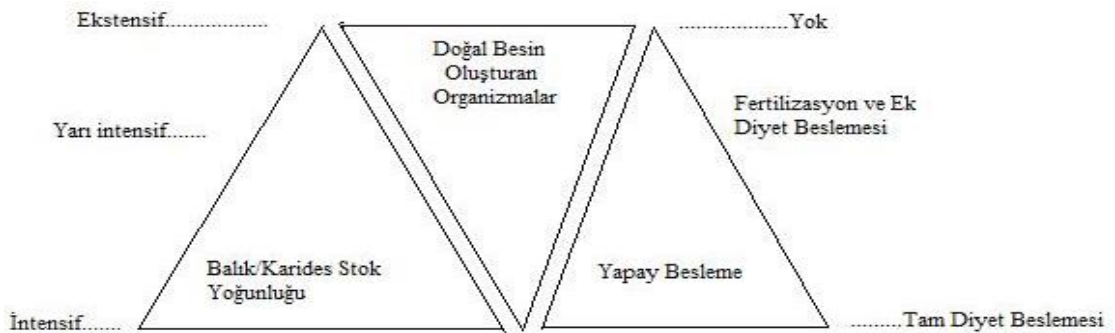 Ekstensif..................
.................Yok
Doğal Besin
Oluşturan
Organizmalar
Yarı intensif.......
Fertilizasyon ve Ek
Diyet Beslemesi
Balık/Karides Stok
Yoğunluğu
Yapay Besleme
İntensif.......
.........Tam Diyet Beslemesi